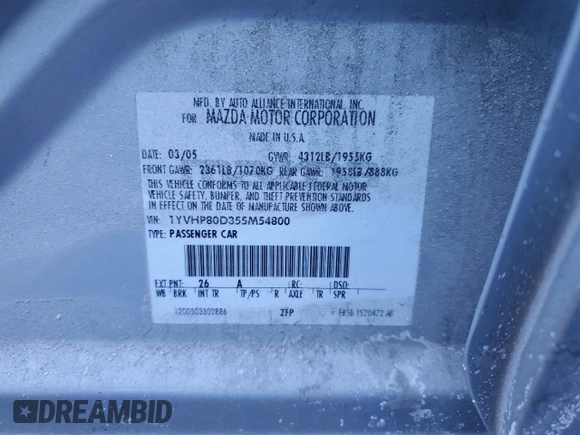 MFD. BY AUTO ALLIANCE INTERNATIONAL, INC.
FOR MAZDA MOTOR CORPORATION
MADE IN U.S.A.
DATE: 03/05 GVWR: 4312LB/1955KG
FRONT GAWR: 2361LB/1070KG REAR GAWR: 1958LB/888KG
THIS VEHICLE CONFORMS TO ALL APPLICABLE FEDERAL MOTOR
VEHICLE SAFETY, BUMPER, AND THEFT PREVENTION STANDARDS
IN EFFECT ON THE DATE OF MANUFACTURE SHOWN ABOVE.
VIN: 1YVHP80D355M54800
TYPE: PASSENGER CAR
EXT PNT: 26 A RC: DSO:
WB BRK INT TR TP/PS R AXLE TR SPR
1200503302886 ZFP
DREAMBID